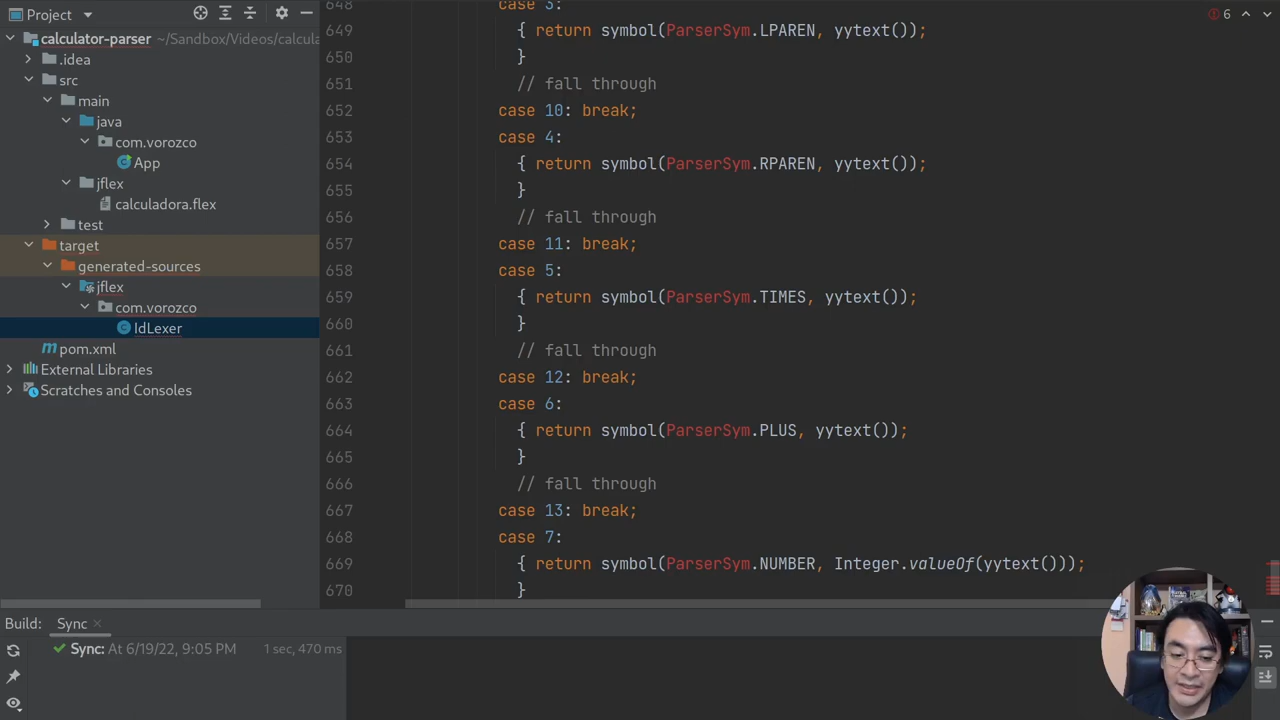 Project
calculator-parser ~/Sandbox/Videos/calcula
.idea
src
main
java
com.vorozco
App
jflex
calculadora.flex
test
target
generated-sources
jflex
com.vorozco
IdLexer
pom.xml
External Libraries
Scratches and Consoles
6
648 case 3:
649 { return symbol(ParserSym.LPAREN, yytext());
650 }
651 // fall through
652 case 10: break;
653 case 4:
654 { return symbol(ParserSym.RPAREN, yytext());
655 }
656 // fall through
657 case 11: break;
658 case 5:
659 { return symbol(ParserSym.TIMES, yytext());
660 }
661 // fall through
662 case 12: break;
663 case 6:
664 { return symbol(ParserSym.PLUS, yytext());
665 }
666 // fall through
667 case 13: break;
668 case 7:
669 { return symbol(ParserSym.NUMBER, Integer.valueOf(yytext()));
670 }
Build: Sync
Sync: At 6/19/22, 9:05 PM 1 sec, 470 ms